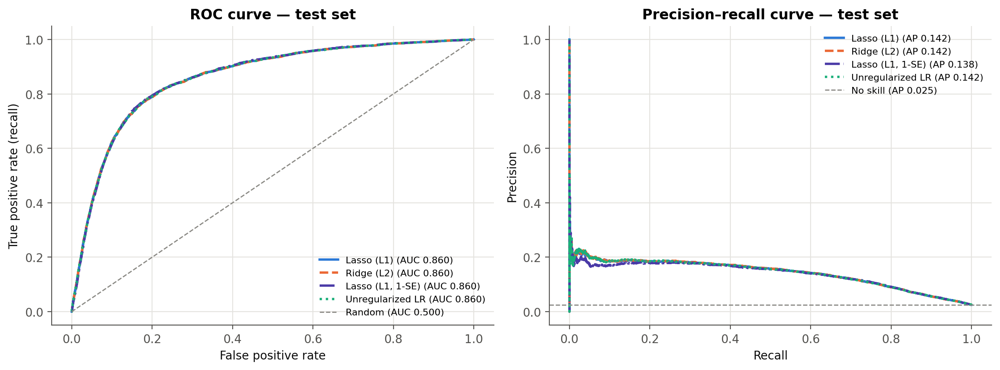 ROC curve — test set
True positive rate (recall)
1.0
0.8
0.6
0.4
0.2
0.0
0.0 0.2 0.4 0.6 0.8 1.0
False positive rate
Lasso (L1) (AUC 0.860)
Ridge (L2) (AUC 0.860)
Lasso (L1, 1-SE) (AUC 0.860)
Unregularized LR (AUC 0.860)
Random (AUC 0.500)
Precision–recall curve — test set
Precision
1.0
0.8
0.6
0.4
0.2
0.0
0.0 0.2 0.4 0.6 0.8 1.0
Recall
Lasso (L1) (AP 0.142)
Ridge (L2) (AP 0.142)
Lasso (L1, 1-SE) (AP 0.138)
Unregularized LR (AP 0.142)
No skill (AP 0.025)